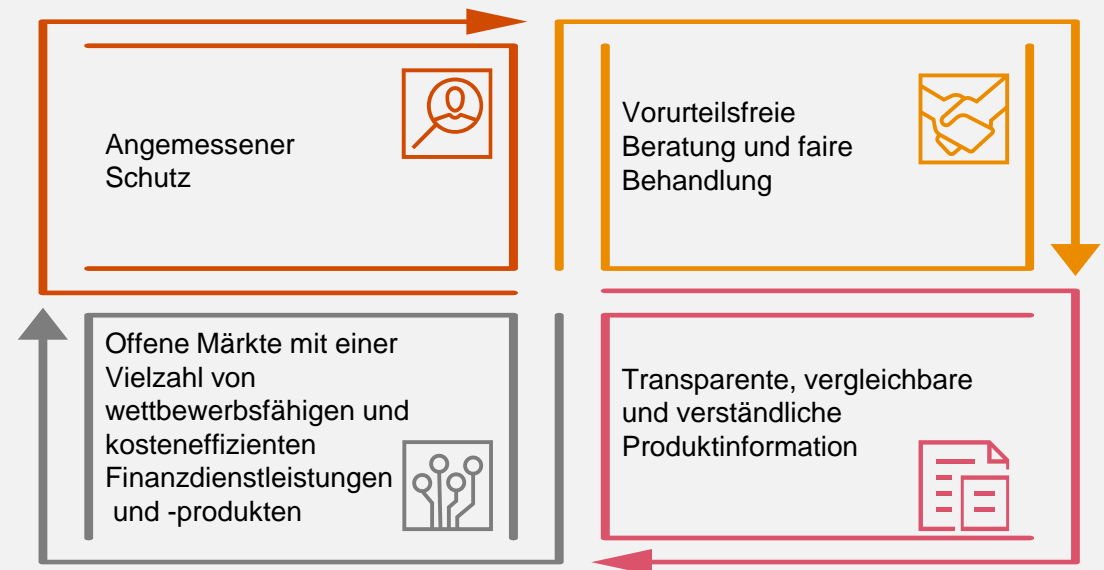 Angemessener
Schutz
Vorurteilsfreie
Beratung und faire
Behandlung
Offene Märkte mit einer
Vielzahl von
wettbewerbsfähigen und
kosteneffizienten
Finanzdienstleistungen
und -produkten
Transparente, vergleichbare
und verständliche
Produktinformation